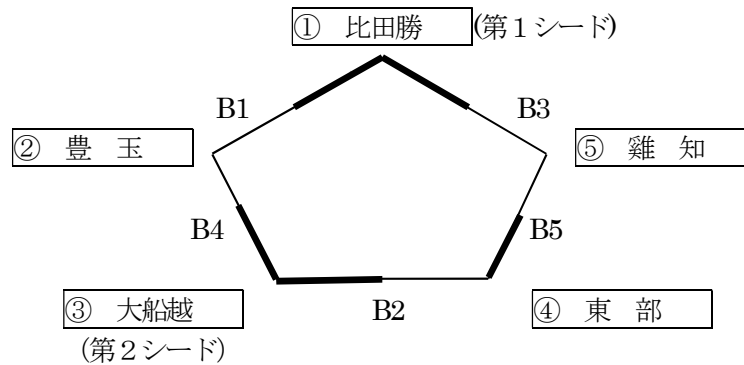 ① 比田勝 (第１シード)
B1
B3
② 豊 玉
⑤ 雞 知
B4
B5
③ 大船越
B2
④ 東 部
(第２シード)